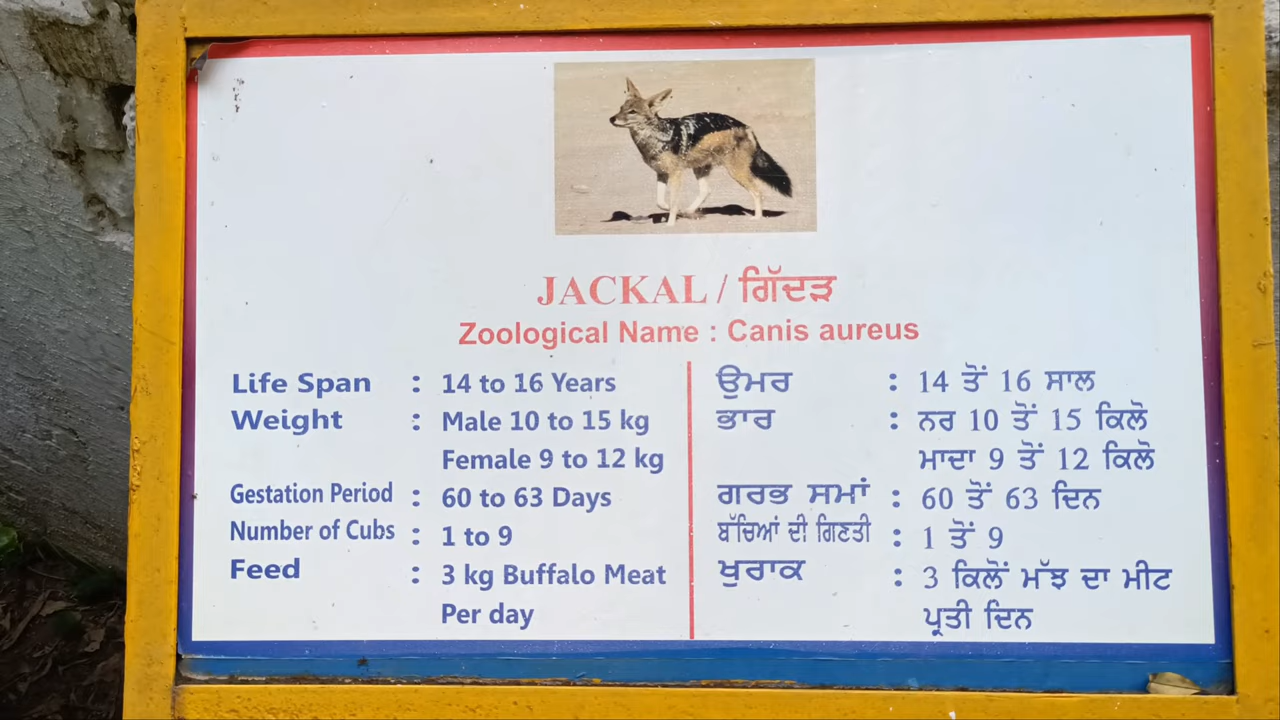 JACKAL / ਗਿੱਦੜ
Zoological Name : Canis aureus
Life Span : 14 to 16 Years
Weight : Male 10 to 15 kg
Female 9 to 12 kg
Gestation Period : 60 to 63 Days
Number of Cubs : 1 to 9
Feed : 3 kg Buffalo Meat
Per day
ਉਮਰ : 14 ਤੋਂ 16 ਸਾਲ
ਭਾਰ : ਨਰ 10 ਤੋਂ 15 ਕਿਲੋ
ਮਾਦਾ 9 ਤੋਂ 12 ਕਿਲੋ
ਗਰਭ ਸਮਾਂ : 60 ਤੋਂ 63 ਦਿਨ
ਬੱਚਿਆਂ ਦੀ ਗਿਣਤੀ : 1 ਤੋਂ 9
ਖੁਰਾਕ : 3 ਕਿਲੋਂ ਮੱਝ ਦਾ ਮੀਟ
ਪ੍ਰਤੀ ਦਿਨ